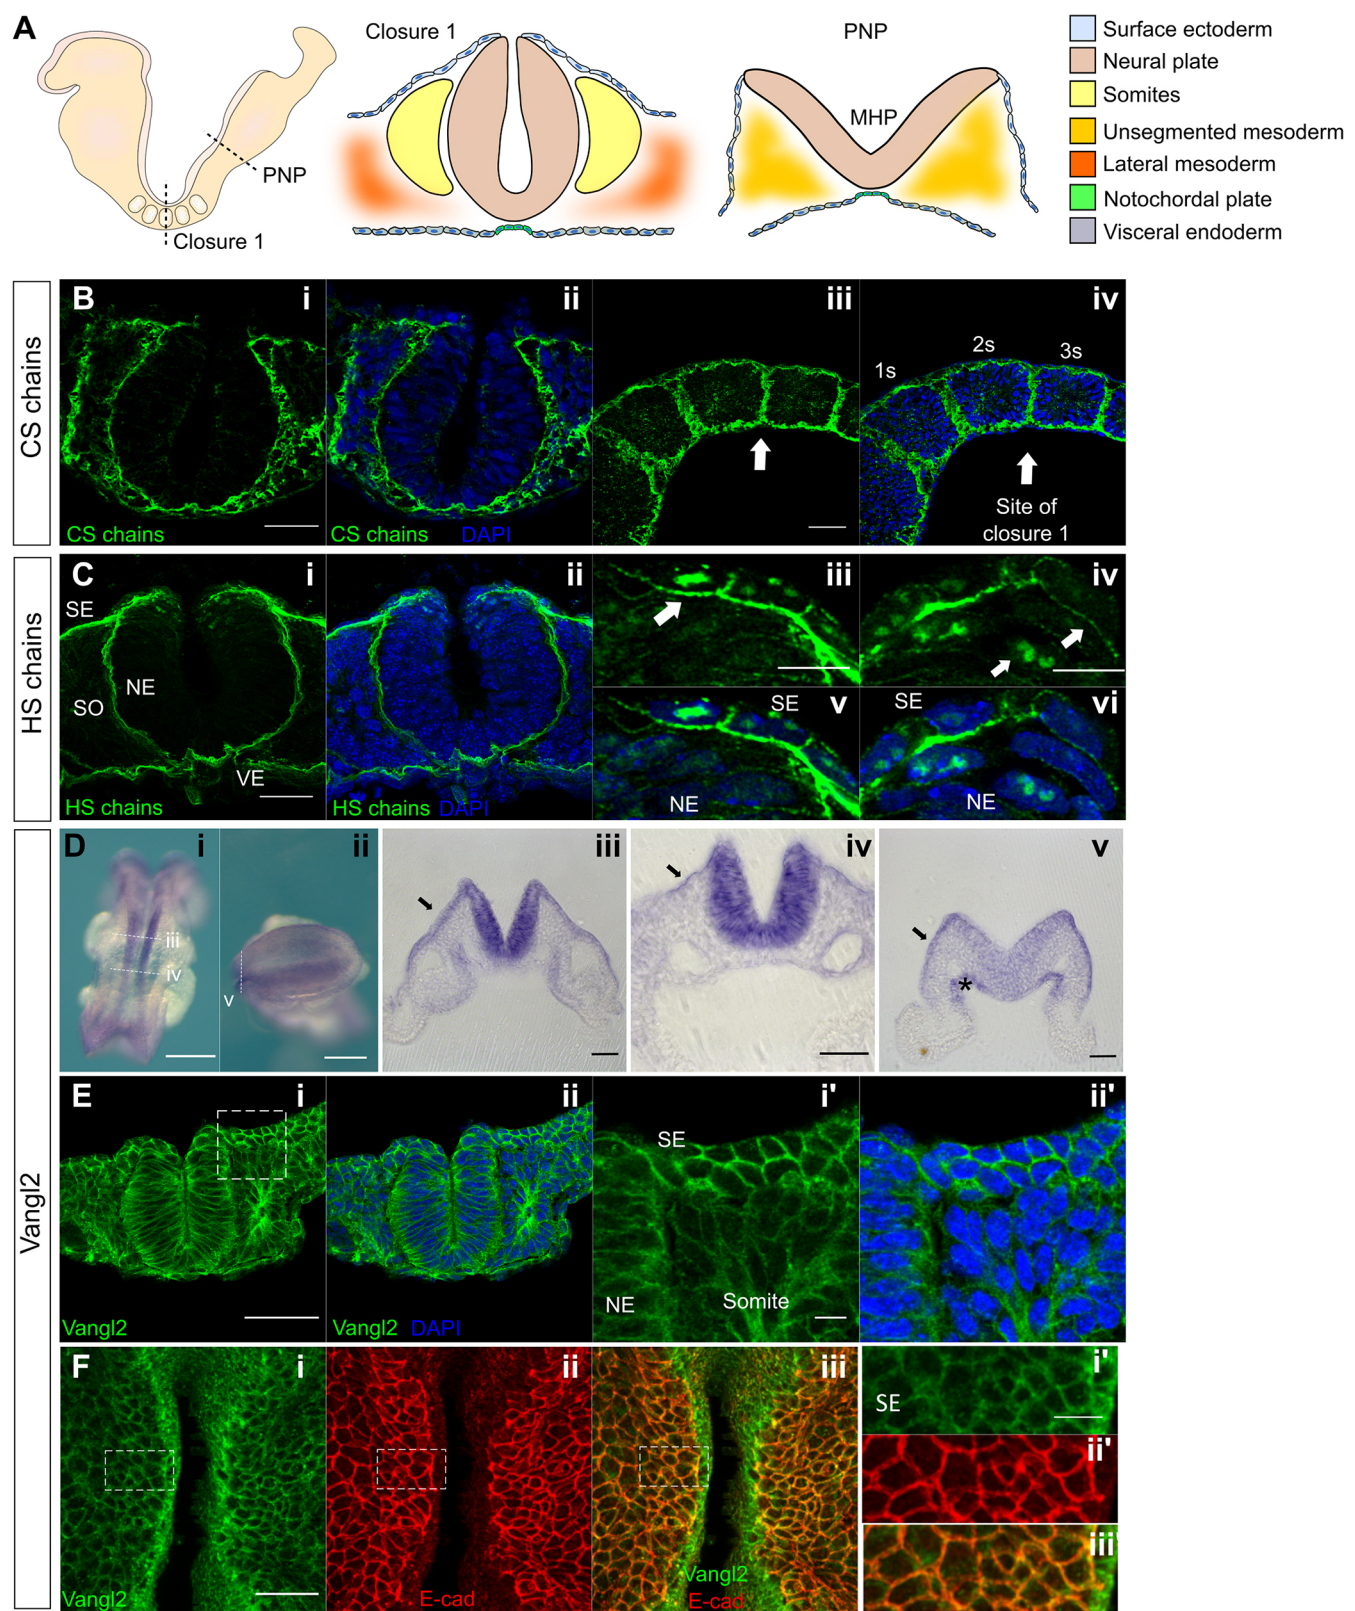 A
Closure 1
PNP
MHP
PNP
Closure 1
Surface ectoderm
Neural plate
Somites
Unsegmented mesoderm
Lateral mesoderm
Notochordal plate
Visceral endoderm
CS chains
B
i
ii
iii
iv
1s
2s
3s
Site of
closure 1
CS chains
CS chains
DAPI
HS chains
C
i
ii
iii
iv
SE
NE
SO
VE
SE
v
SE
vi
NE
NE
HS chains
HS chains
DAPI
Vangl2
D
i
ii
iii
iv
v
iii
iv
v
*
E
i
ii
i'
ii'
SE
NE
Somite
Vangl2
Vangl2
DAPI
F
i
ii
iii
i'
SE
ii'
iii'
Vangl2
E-cad
Vangl2
E-cad